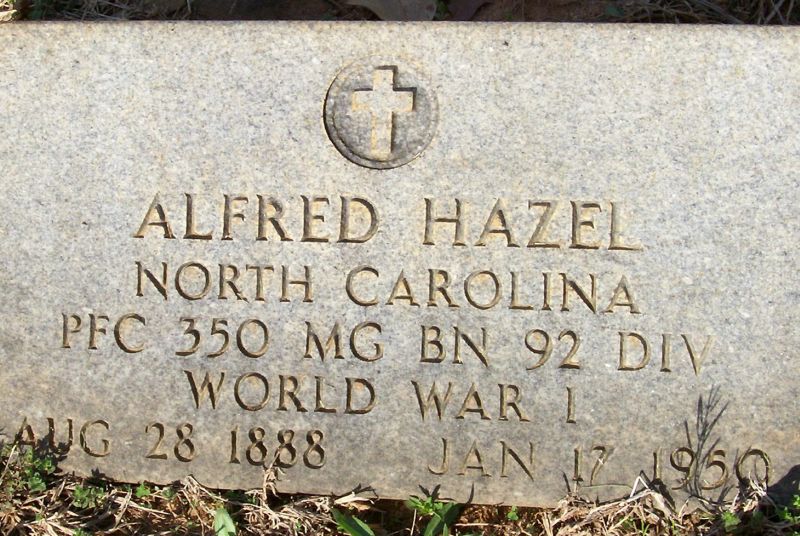 ALFRED HAZEL
NORTH CAROLINA
PFC 350 MG BN 92 DIV
WORLD WAR I
AUG 28 1888 JAN 17 1950